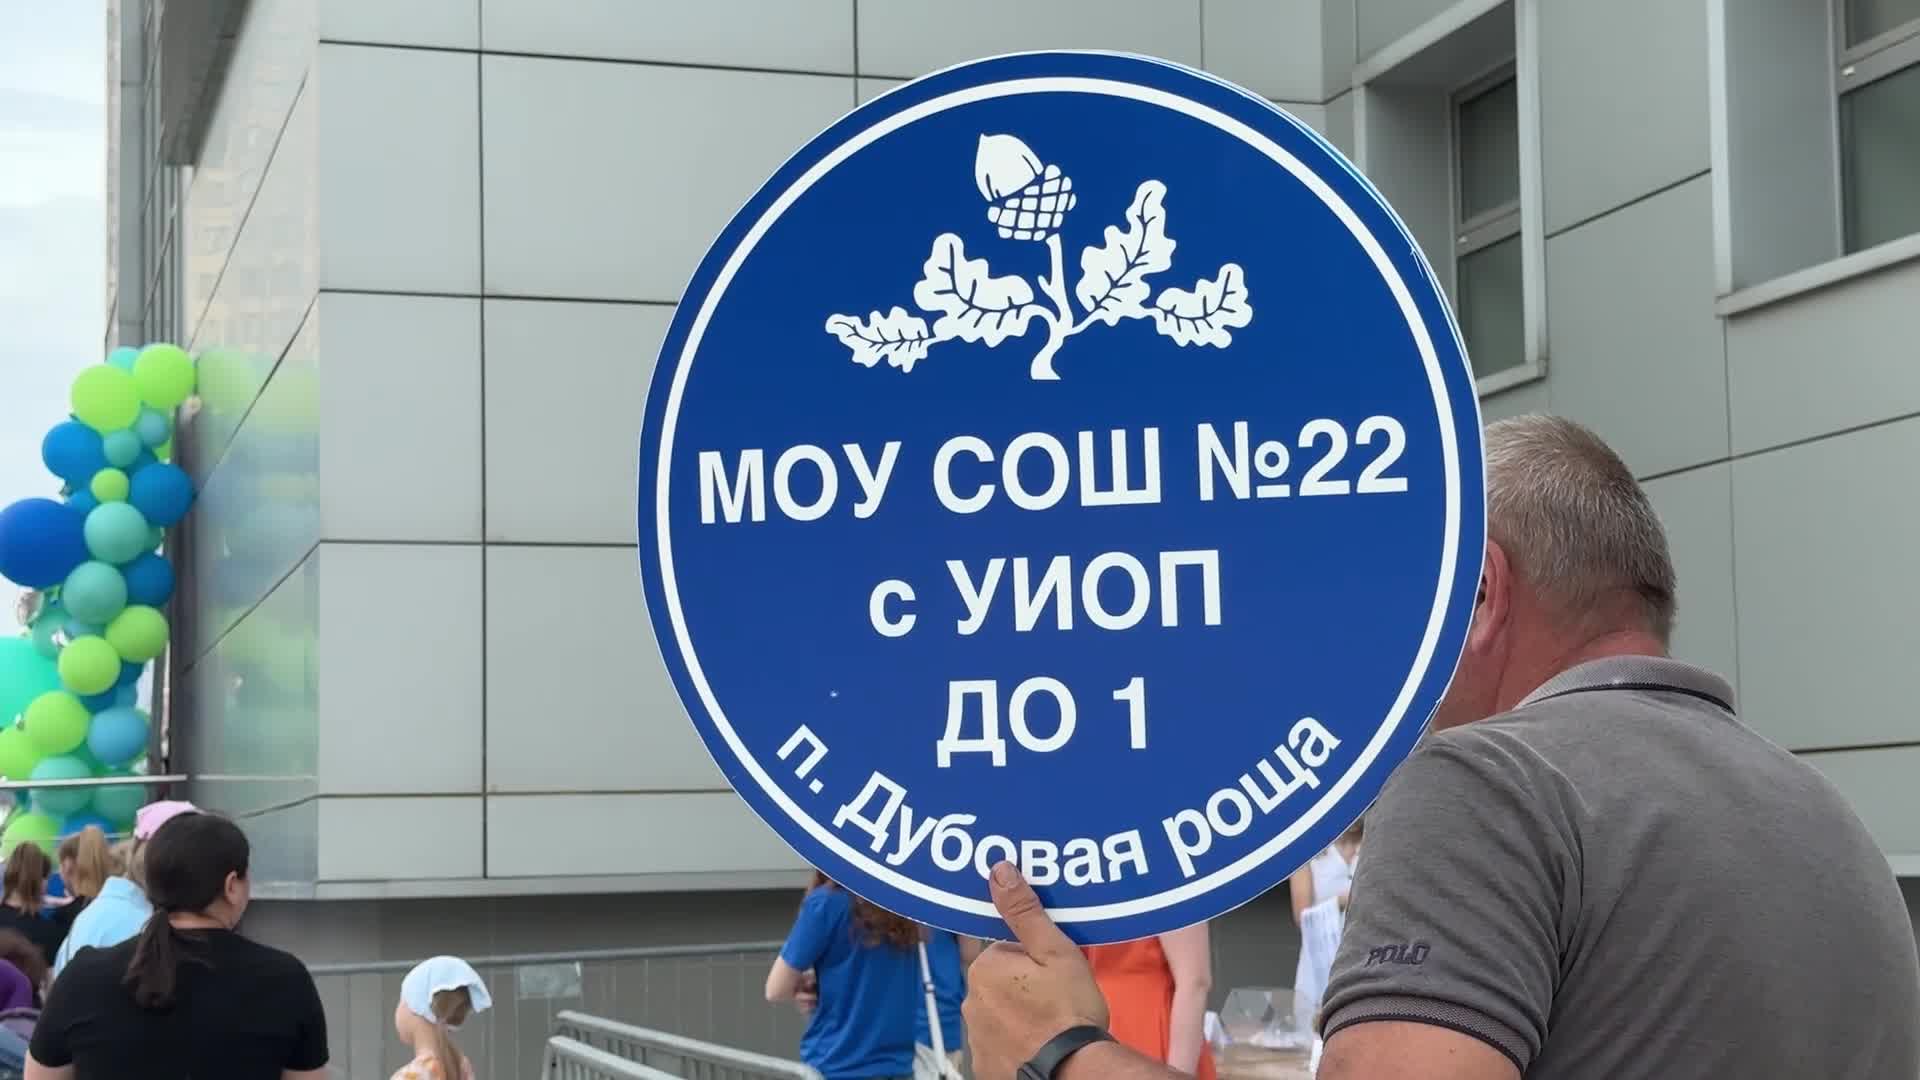 МОУ СОШ №22
с УИОП
ДО 1
п. Дубовая роща
POLO